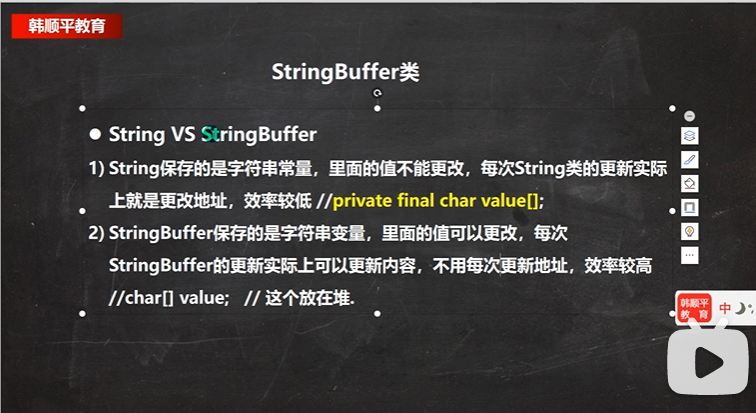 韩顺平教育
StringBuffer类
● String VS StringBuffer
1) String保存的是字符串常量，里面的值不能更改，每次String类的更新实际
上就是更改地址，效率较低 //private final char value[];
2) StringBuffer保存的是字符串变量，里面的值可以更改，每次
StringBuffer的更新实际上可以更新内容，不用每次更新地址，效率较高
//char[] value; // 这个放在堆.
韩顺平
教 育
中